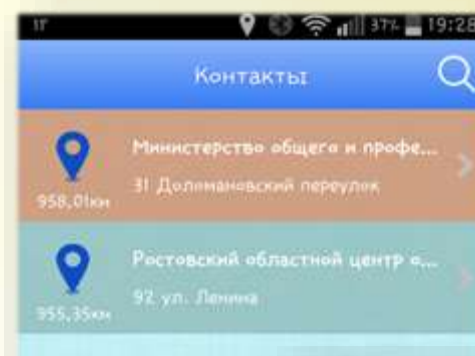 37% 19:28
Контакты
Министерство общего и профе...
31 Доломановский переулок
958,01км
Ростовский областной центр о...
92 ул. Ленина
955,35км